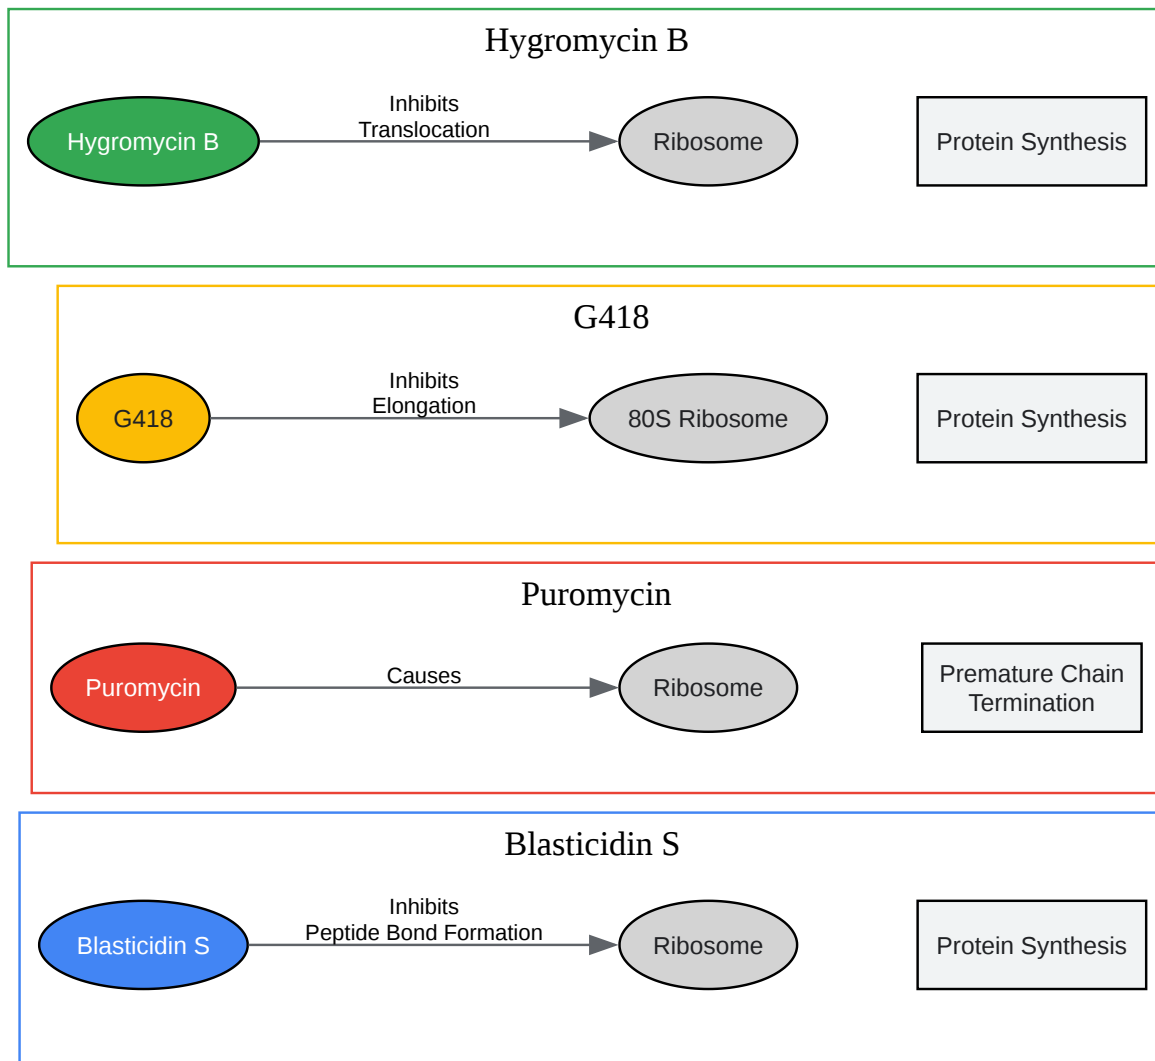 Hygromycin B
Inhibits
Translocation
Hygromycin B
Ribosome
Protein Synthesis
G418
Inhibits
Elongation
G418
80S Ribosome
Protein Synthesis
Puromycin
Causes
Puromycin
Ribosome
Premature Chain
Termination
Blasticidin S
Inhibits
Peptide Bond Formation
Blasticidin S
Ribosome
Protein Synthesis